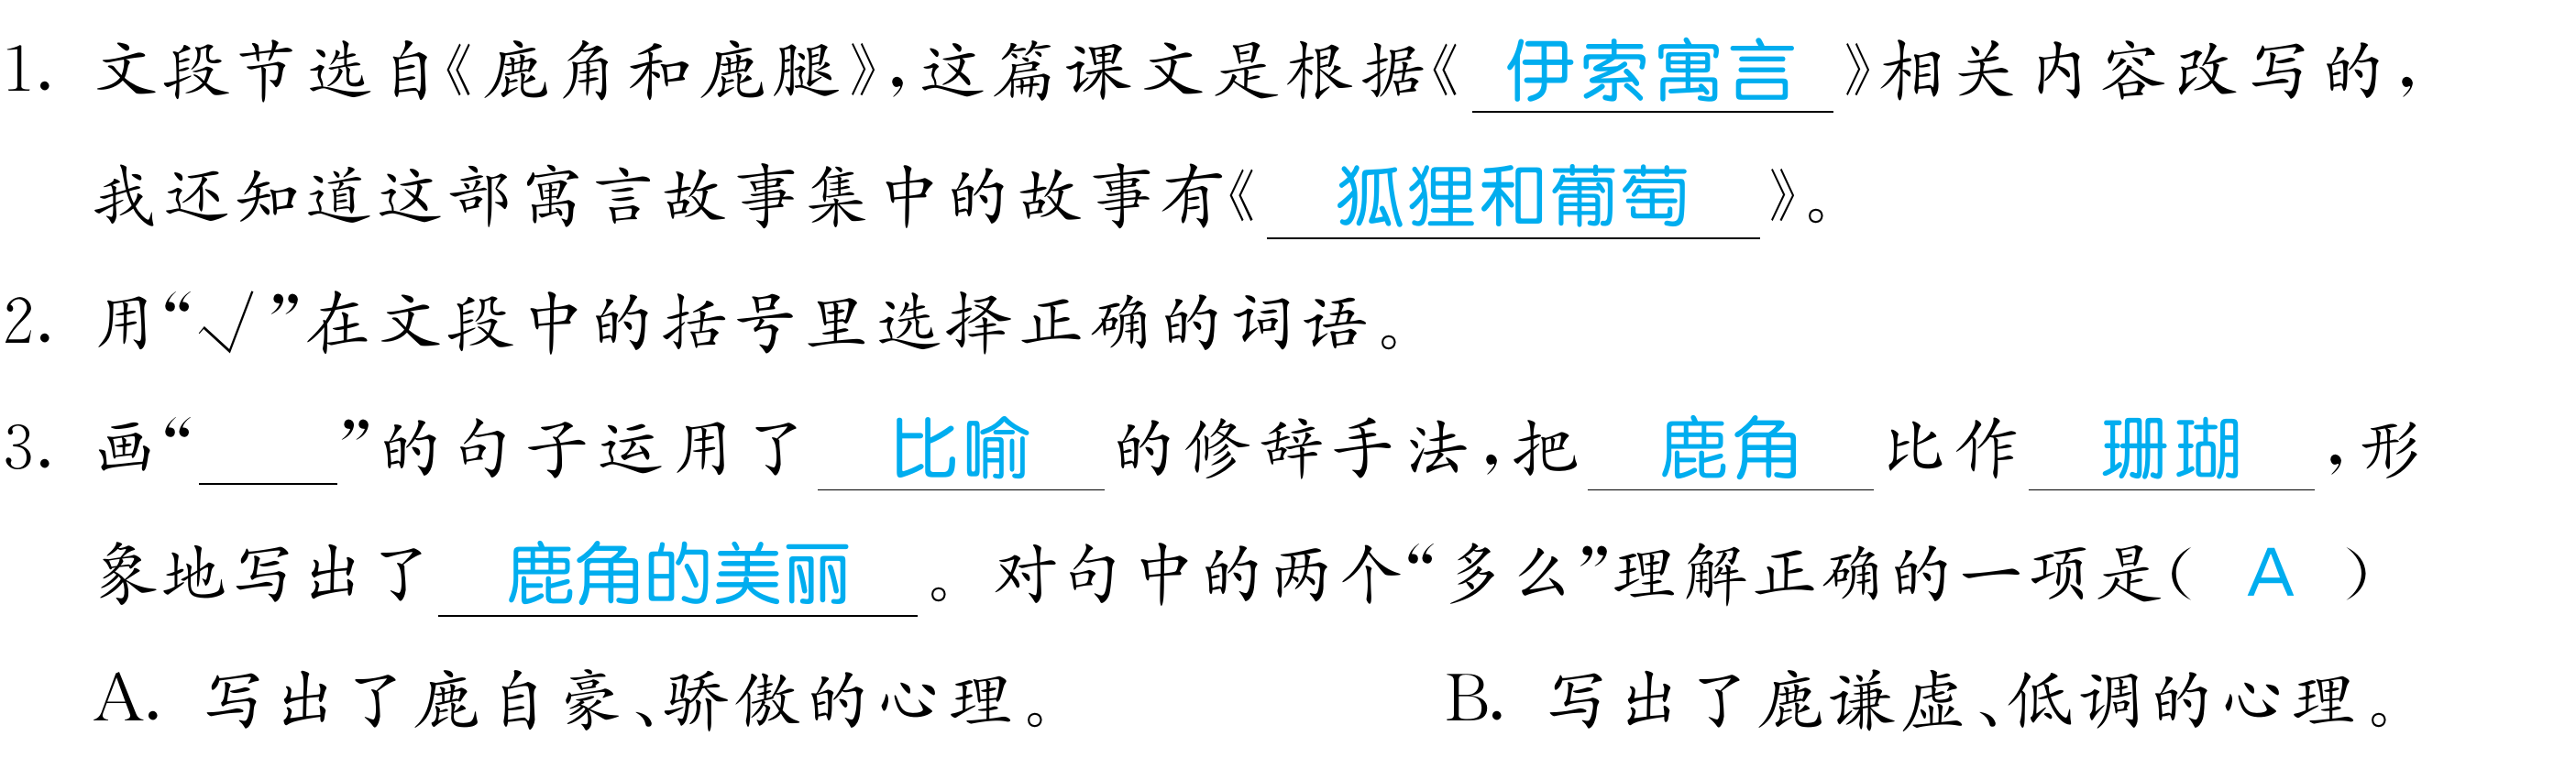 1. 文段节选自《鹿角和鹿腿》,这篇课文是根据《 伊索寓言 》相关内容改写的,
我还知道这部寓言故事集中的故事有《 狐狸和葡萄 》。
2. 用“√”在文段中的括号里选择正确的词语。
3. 画“____”的句子运用了 比喻 的修辞手法,把 鹿角 比作 珊瑚 ,形
象地写出了 鹿角的美丽 。对句中的两个“多么”理解正确的一项是( A )
A. 写出了鹿自豪、骄傲的心理。 B. 写出了鹿谦虚、低调的心理。